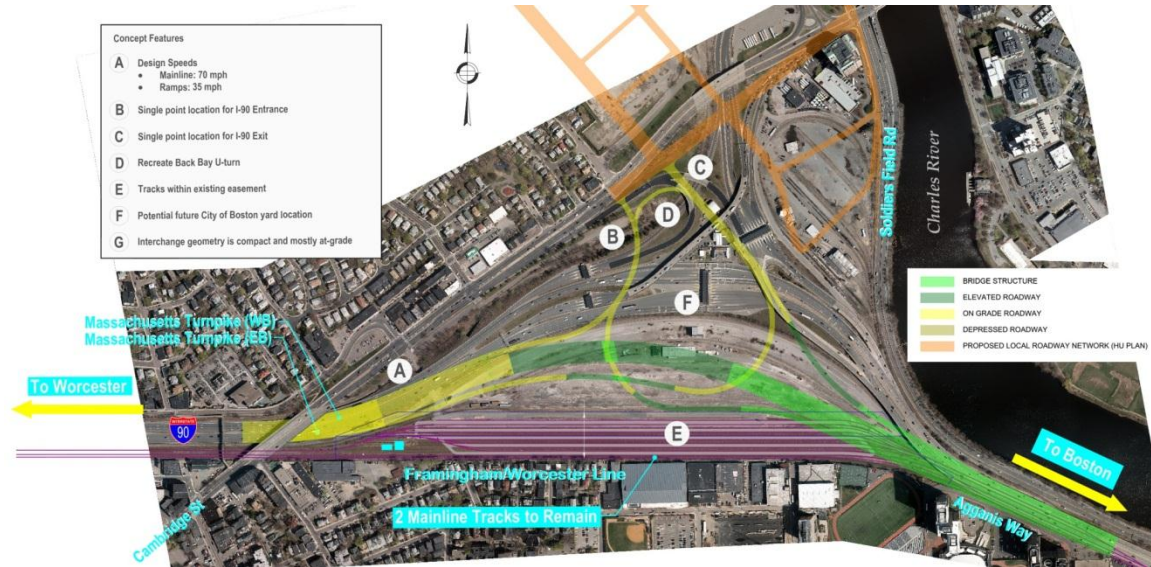 Concept Features
A Design Speeds
• Mainline: 70 mph
• Ramps: 35 mph
B Single point location for I-90 Entrance
C Single point location for I-90 Exit
D Recreate Back Bay U-turn
E Tracks within existing easement
F Potential future City of Boston yard location
G Interchange geometry is compact and mostly at-grade
C
D
B
Soldiers Field Rd
Charles River
F
BRIDGE STRUCTURE
ELEVATED ROADWAY
ON GRADE ROADWAY
DEPRESSED ROADWAY
PROPOSED LOCAL ROADWAY NETWORK (HU PLAN)
Massachusetts Turnpike (WB)
Massachusetts Turnpike (EB)
A
To Worcester
INTERSTATE
90
E
To Boston
Framingham/Worcester Line
2 Mainline Tracks to Remain
Agganis Way
Cambridge St